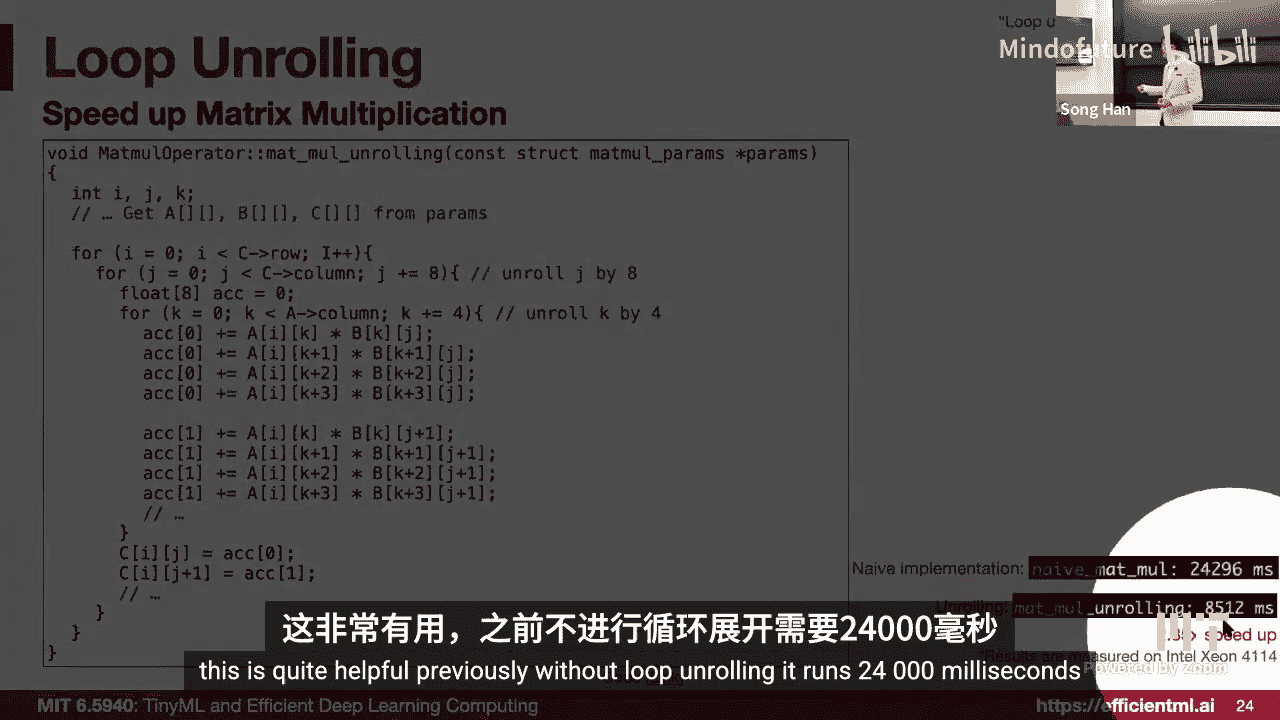 "Loop u
Mindofuture bilibili
Song Han
Loop Unrolling
Speed up Matrix Multiplication
void MatmulOperator::mat_mul_unrolling(const struct matmul_params *params)
{
int i, j, k;
// … Get A[][], B[][], C[][] from params
for (i = 0; i < C->row; I++){
for (j = 0; j < C->column; j += 8){ // unroll j by 8
float[8] acc = 0;
for (k = 0; k < A->column; k += 4){ // unroll k by 4
acc[0] += A[i][k] * B[k][j];
acc[0] += A[i][k+1] * B[k+1][j];
acc[0] += A[i][k+2] * B[k+2][j];
acc[0] += A[i][k+3] * B[k+3][j];
acc[1] += A[i][k] * B[k][j+1];
acc[1] += A[i][k+1] * B[k+1][j+1];
acc[1] += A[i][k+2] * B[k+2][j+1];
acc[1] += A[i][k+3] * B[k+3][j+1];
// …
}
C[i][j] = acc[0];
C[i][j+1] = acc[1];
// …
}
}
}
Naive implementation: naive_mat_mul: 24296 ms
Unrolling: mat_mul_unrolling: 8512 ms
speed up
*Results are measured on Intel Xeon 4114
Powered by Zoom
这非常有用，之前不进行循环展开需要24000毫秒
this is quite helpful previously without loop unrolling it runs 24 000 milliseconds
MIT 6.5940: TinyML and Efficient Deep Learning Computing
https://efficientml.ai 24